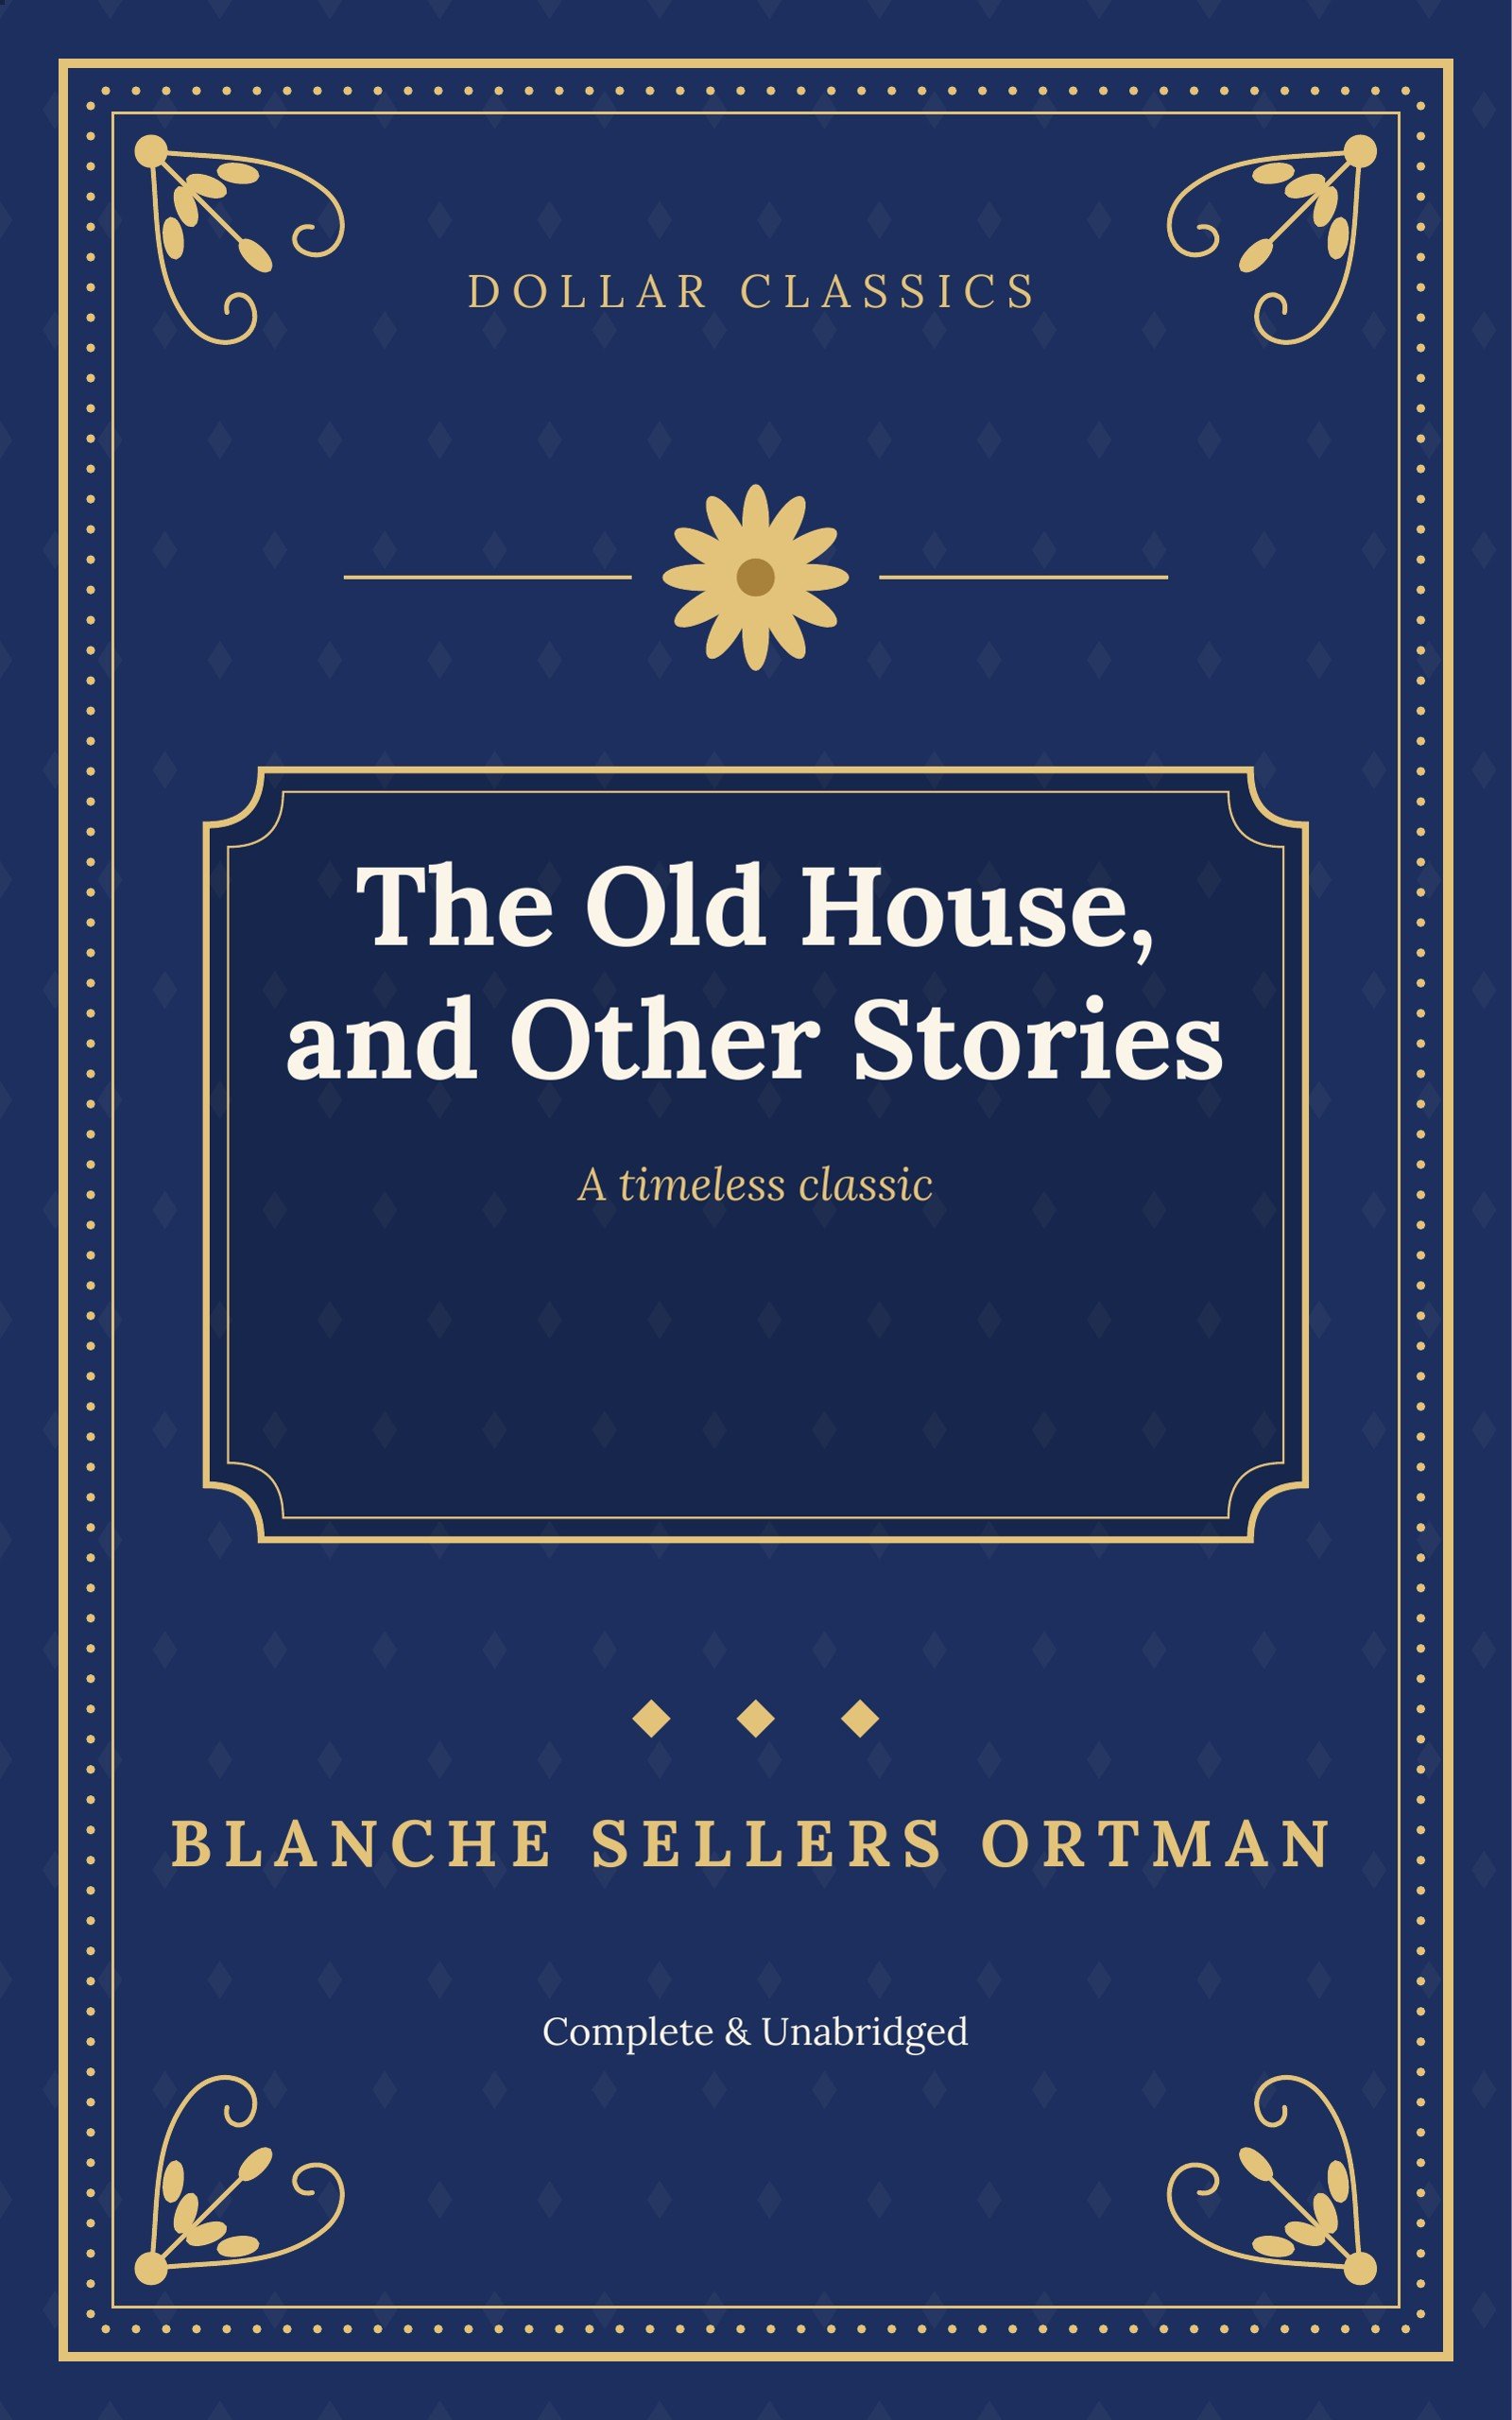 DOLLAR CLASSICS
The Old House,
and Other Stories
A timeless classic
BLANCHE SELLERS ORTMAN
Complete & Unabridged